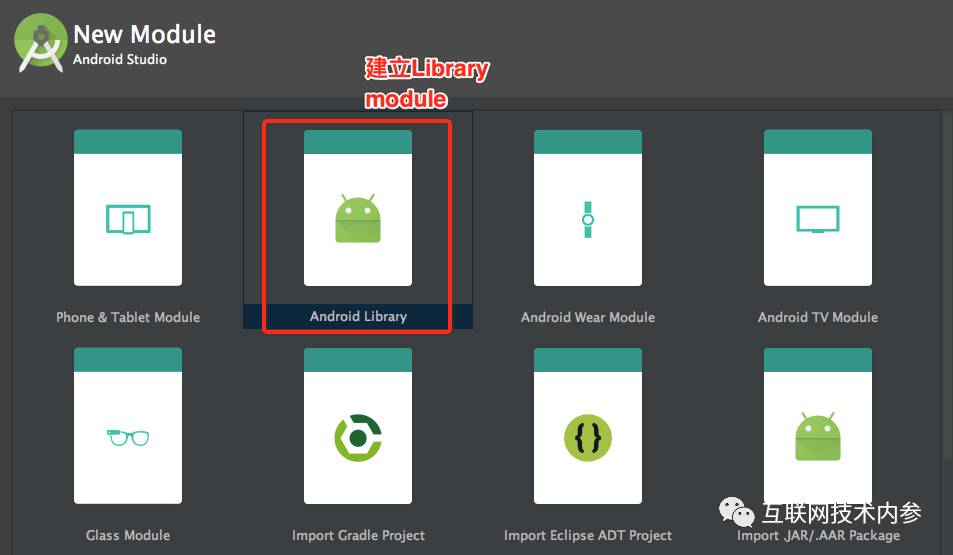 New Module
Android Studio
建立Library
module
Phone & Tablet Module
Android Library
Android Wear Module
Android TV Module
Glass Module
Import Gradle Project
Import Eclipse ADT Project
Import .JAR/.AAR Package
互联网技术内参